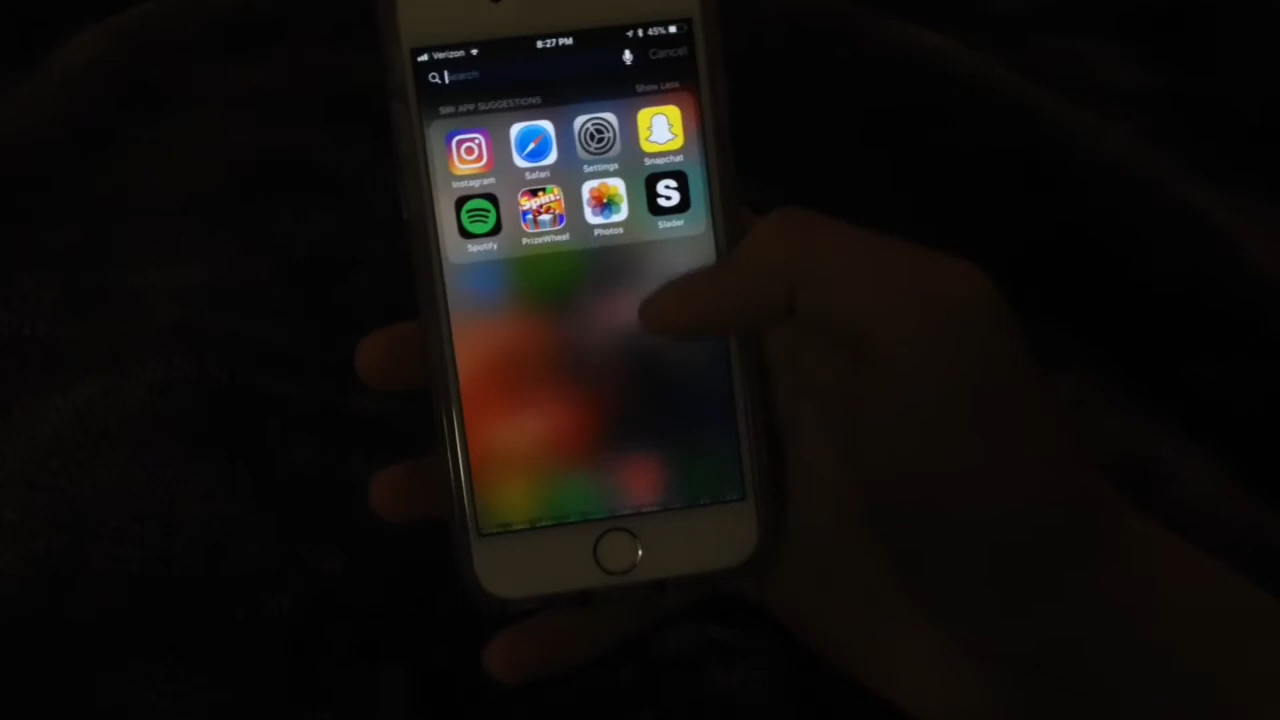 Verizon 8:27 PM 45%
Search Cancel
SIRI APP SUGGESTIONS Show Less
Instagram Safari Settings Snapchat
Spin!
S
Spotify PrizeWheel Photos Slader